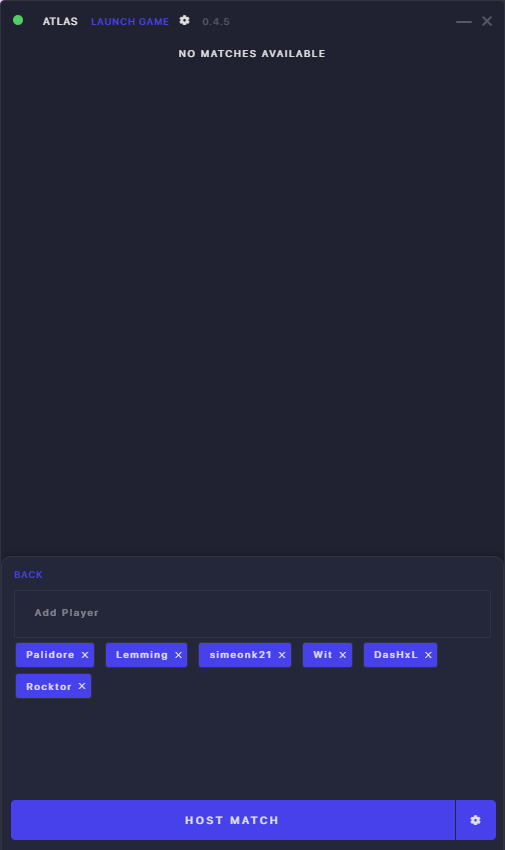 ATLAS LAUNCH GAME 0.4.5
NO MATCHES AVAILABLE
BACK
Add Player
Palidore × Lemming × simeonk21 × Wit × DasHxL ×
Rocktor ×
HOST MATCH